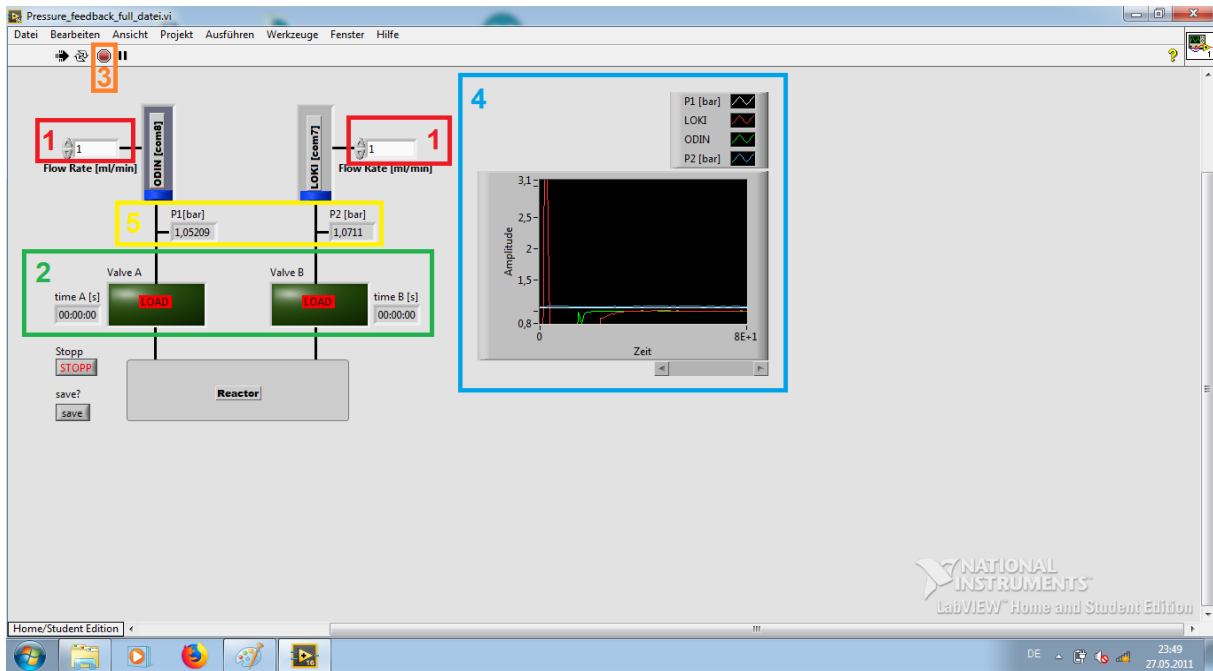 Pressure_feedback_full_datei.vi
Datei Bearbeiten Ansicht Projekt Ausführen Werkzeuge Fenster Hilfe
3
1
1
Flow Rate [ml/min]
ODIN [com8]
LOKI [com7]
1
1
Flow Rate [ml/min]
4
P1 [bar]
LOKI
ODIN
P2 [bar]
3,1
2,5
2
1,5
0,8
Amplitude
0
8E+1
Zeit
5
P1[bar]
1,05209
P2 [bar]
1,0711
2
Valve A
Valve B
time A [s]
00:00:00
LOAD
LOAD
time B [s]
00:00:00
Stopp
STOPP
save?
save
Reactor
NATIONAL
INSTRUMENTS
LabVIEW™ Home and Student Edition
Home/Student Edition
16
DE
23:49
27.05.2011